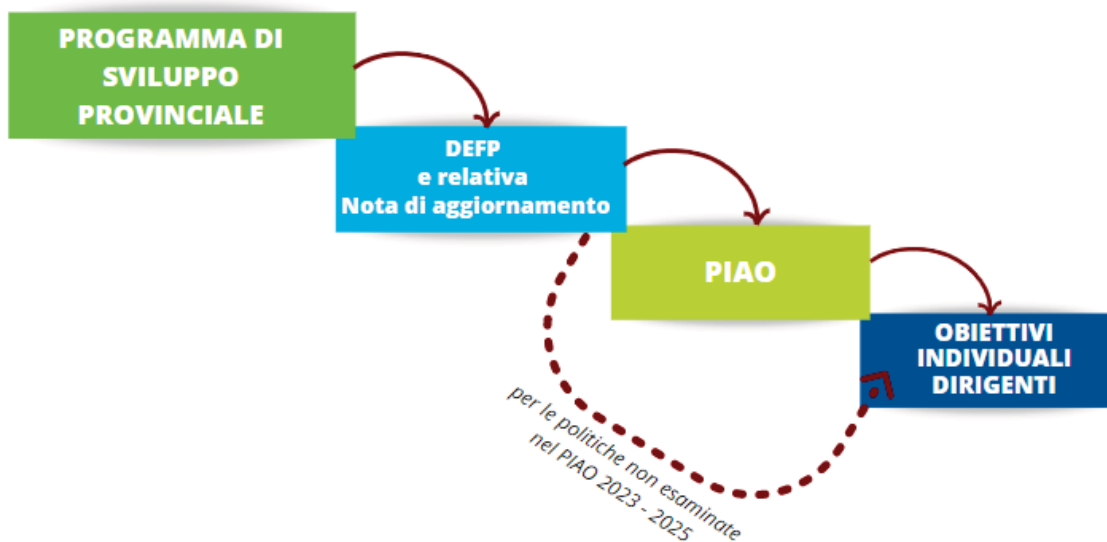 PROGRAMMA DI
SVILUPPO
PROVINCIALE
DEFP
e relativa
Nota di aggiornamento
PIAO
OBIETTIVI
INDIVIDUALI
DIRIGENTI
per le politiche non esaminate
nel PIAO 2023 - 2025